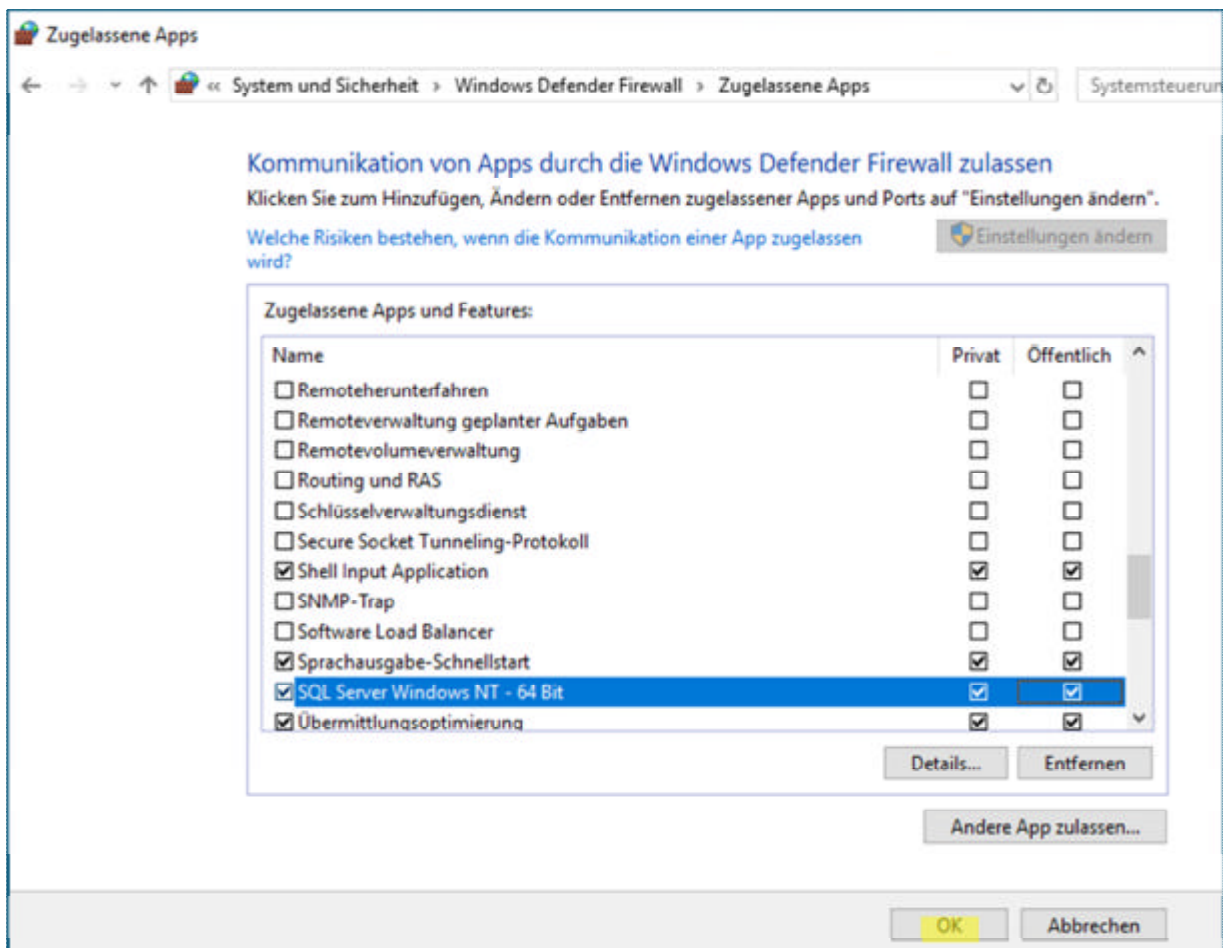 Zugelassene Apps
« System und Sicherheit › Windows Defender Firewall › Zugelassene Apps
Systemsteuerun
Kommunikation von Apps durch die Windows Defender Firewall zulassen
Klicken Sie zum Hinzufügen, Ändern oder Entfernen zugelassener Apps und Ports auf "Einstellungen ändern".
Welche Risiken bestehen, wenn die Kommunikation einer App zugelassen
wird?
Einstellungen ändern
Zugelassene Apps und Features:
Name Privat Öffentlich
Remoteherunterfahren
Remoteverwaltung geplanter Aufgaben
Remotevolumeverwaltung
Routing und RAS
Schlüsselverwaltungsdienst
Secure Socket Tunneling-Protokoll
Shell Input Application
SNMP-Trap
Software Load Balancer
Sprachausgabe-Schnellstart
SQL Server Windows NT - 64 Bit
Übermittlungsoptimierung
Details... Entfernen
Andere App zulassen...
OK Abbrechen